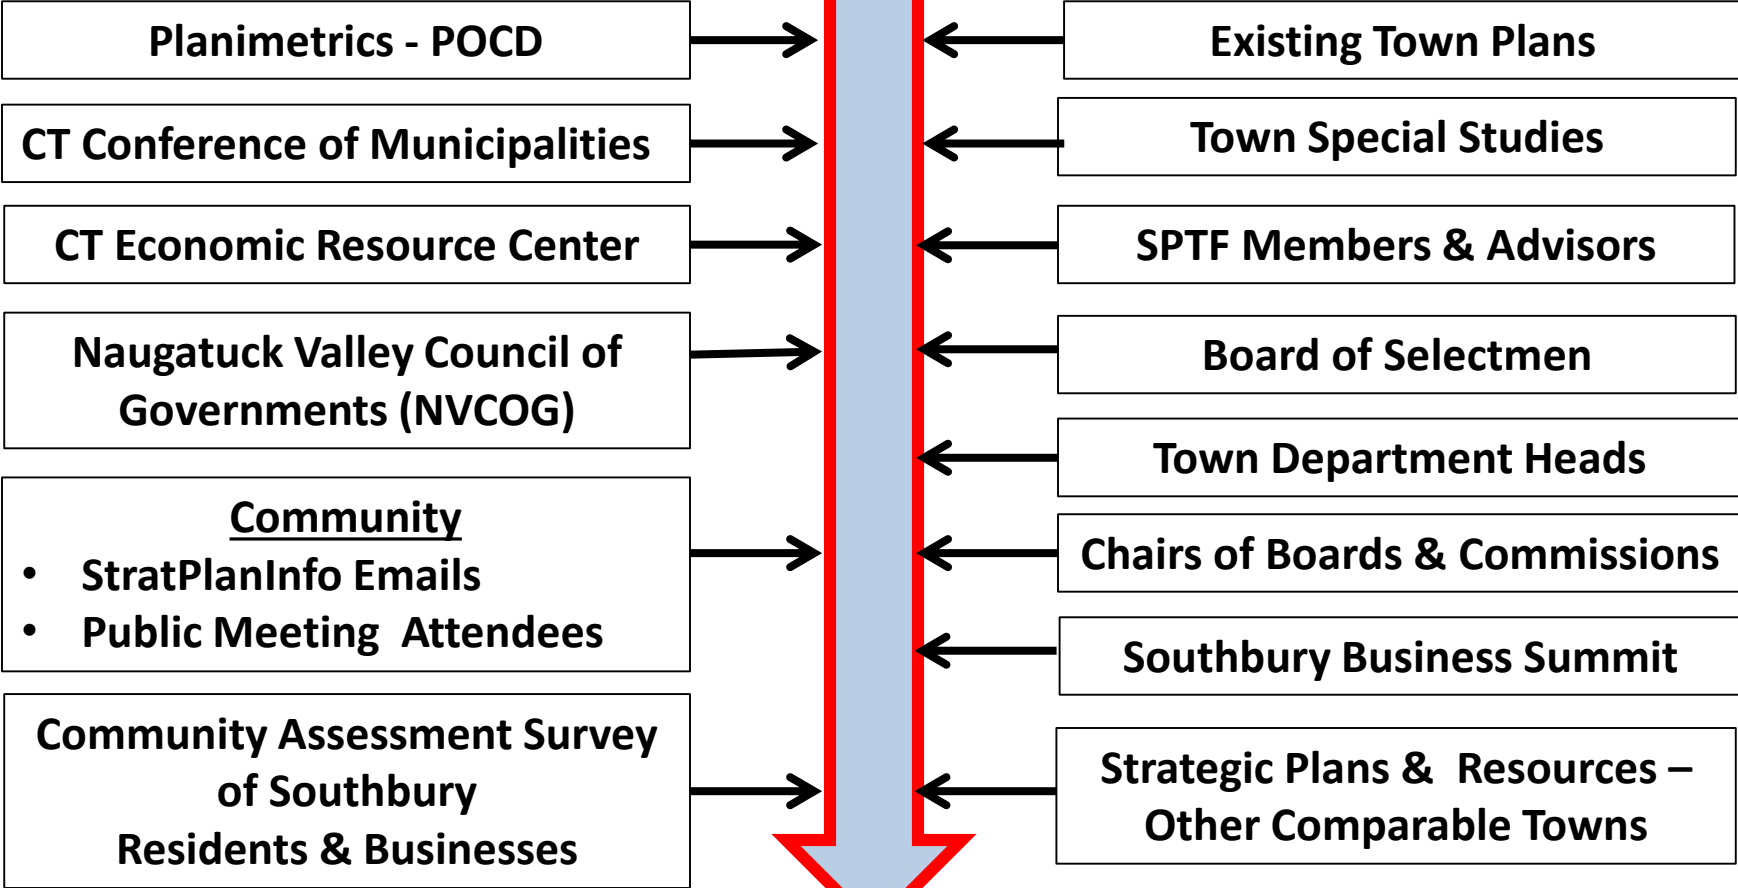 Planimetrics - POCD
CT Conference of Municipalities
CT Economic Resource Center
Naugatuck Valley Council of
Governments (NVCOG)
Community
• StratPlanInfo Emails
• Public Meeting  Attendees
Community Assessment Survey
of Southbury
Residents & Businesses
Existing Town Plans
Town Special Studies
SPTF Members & Advisors
Board of Selectmen
Town Department Heads
Chairs of Boards & Commissions
Southbury Business Summit
Strategic Plans &  Resources –
Other Comparable Towns